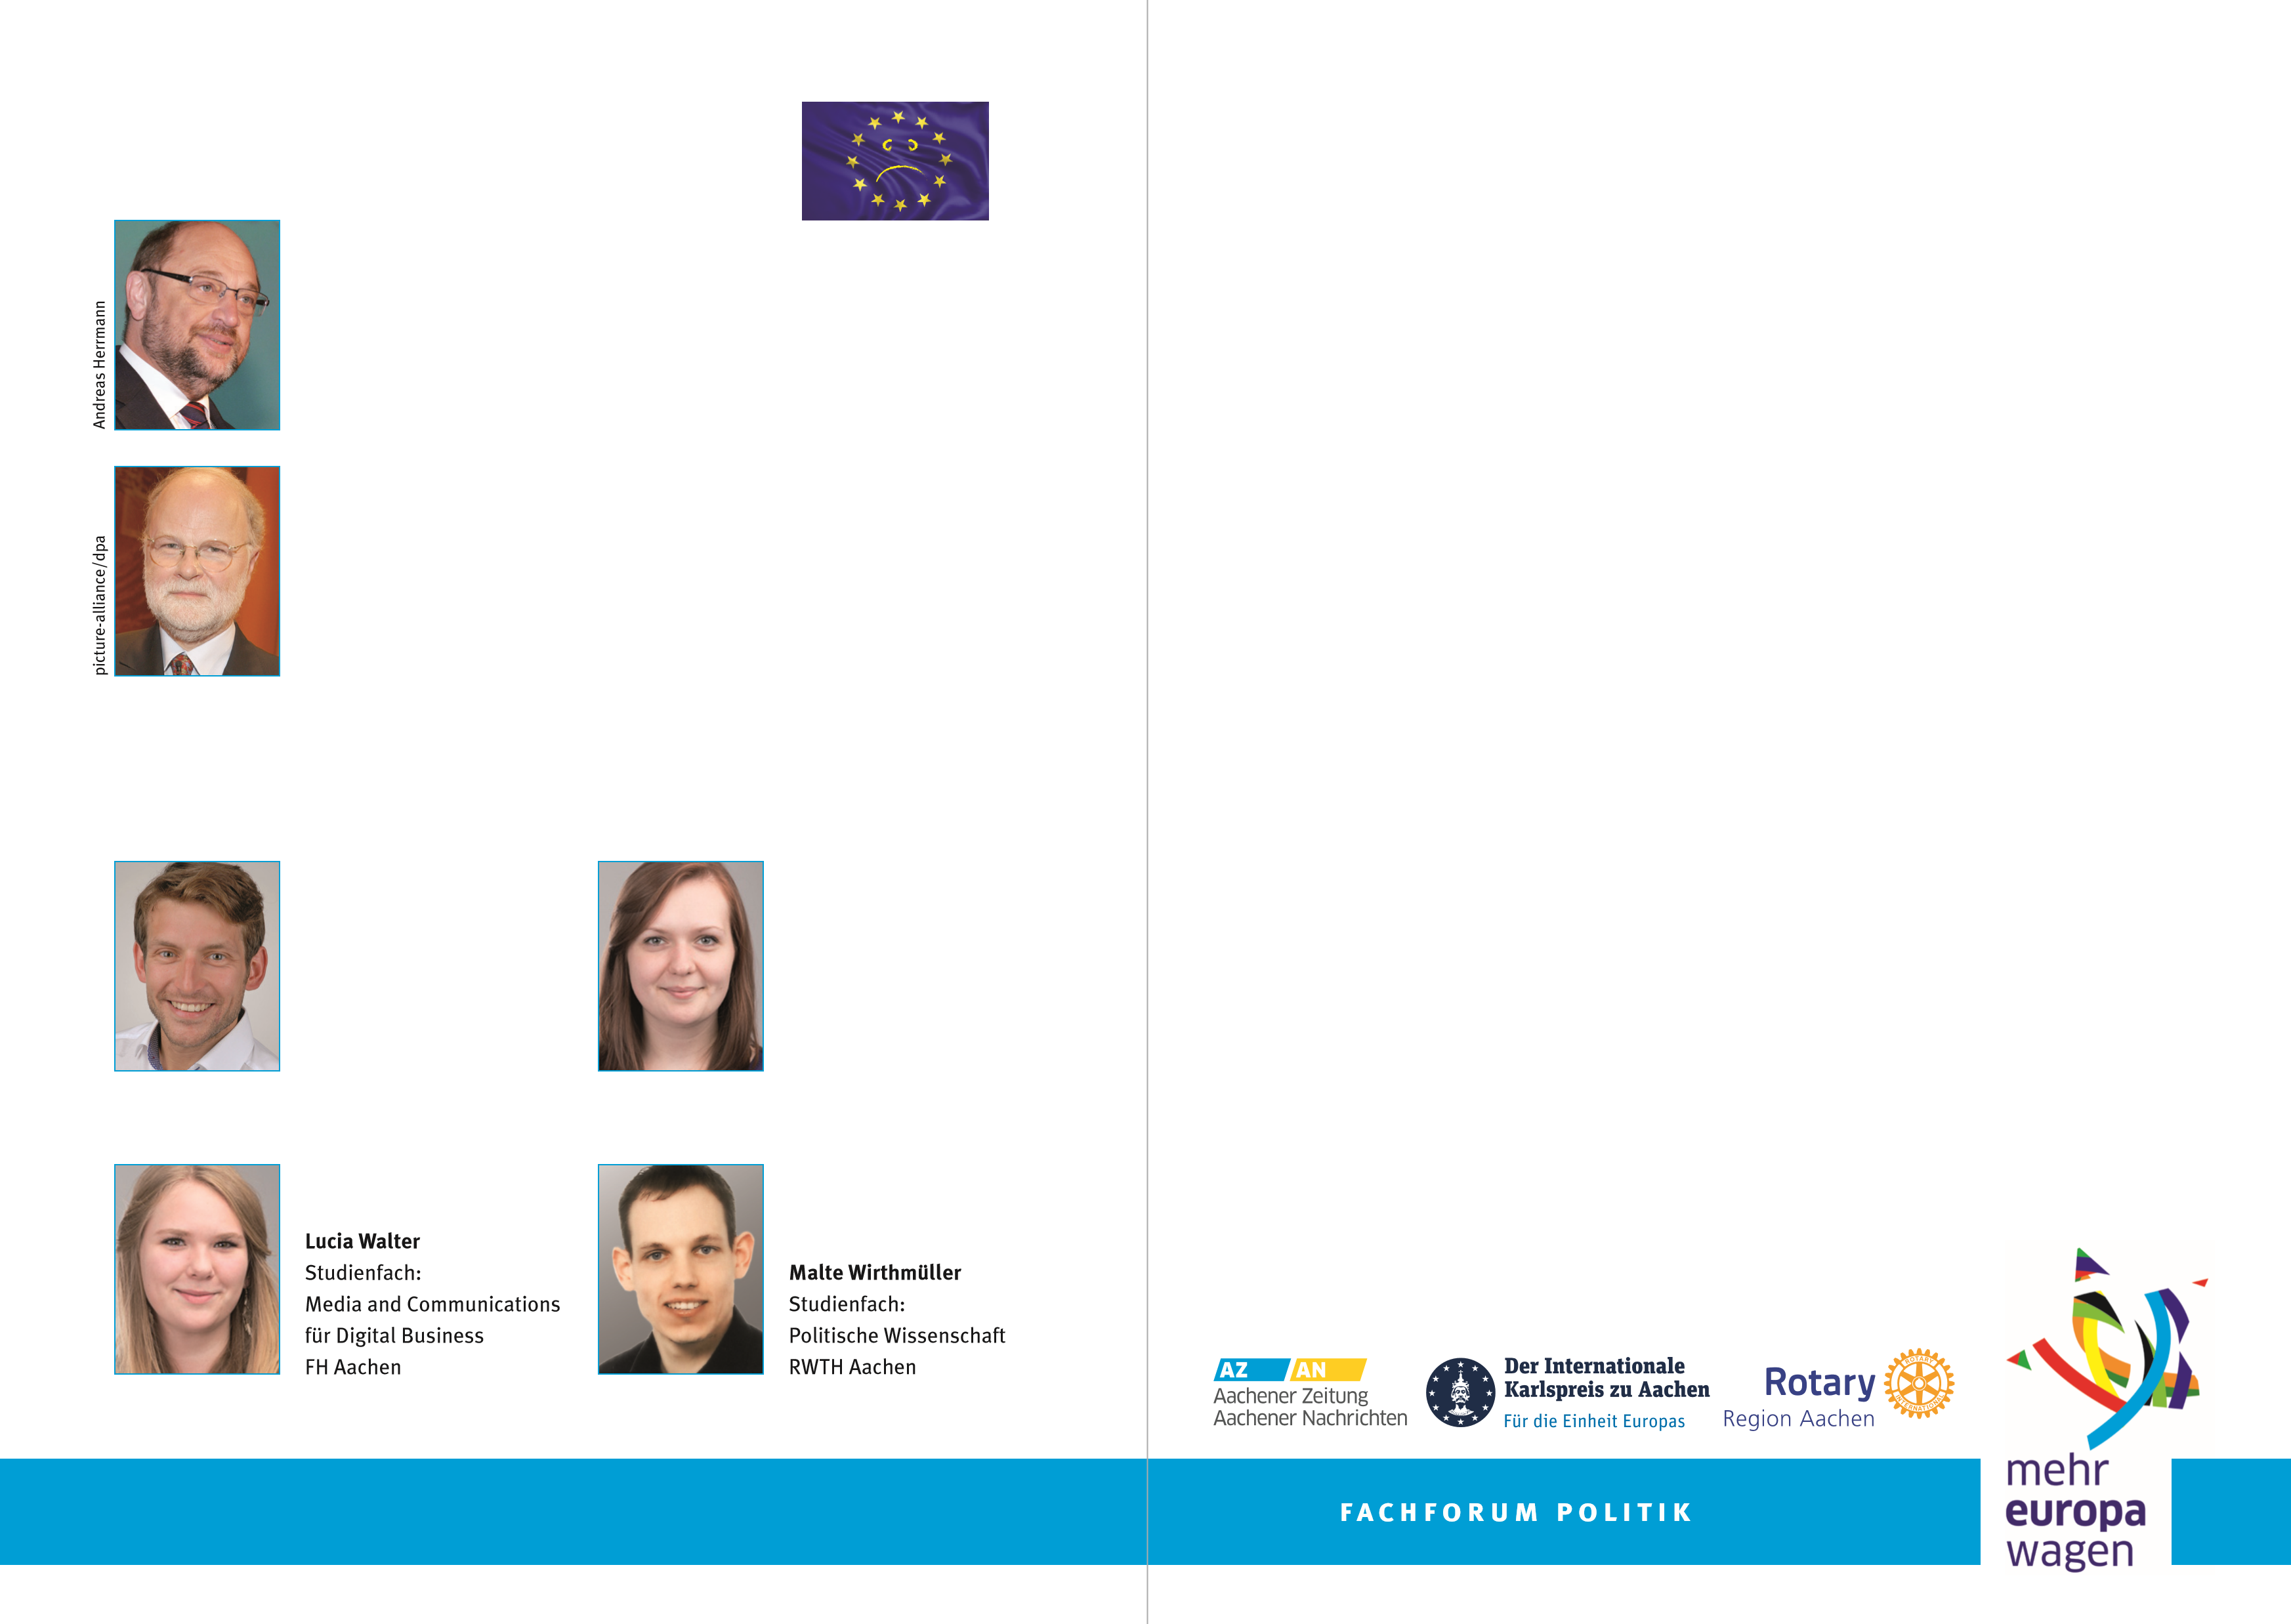 Andreas Herrmann
picture-alliance/dpa
Lucia Walter
Studienfach:
Media and Communications
für Digital Business
FH Aachen
Malte Wirthmüller
Studienfach:
Politische Wissenschaft
RWTH Aachen
AZ AN
Aachener Zeitung
Aachener Nachrichten
Der Internationale
Karlspreis zu Aachen
Für die Einheit Europas
Rotary
Region Aachen
ROTARY
INTERNATIONAL
FACHFORUM POLITIK
mehr
europa
wagen